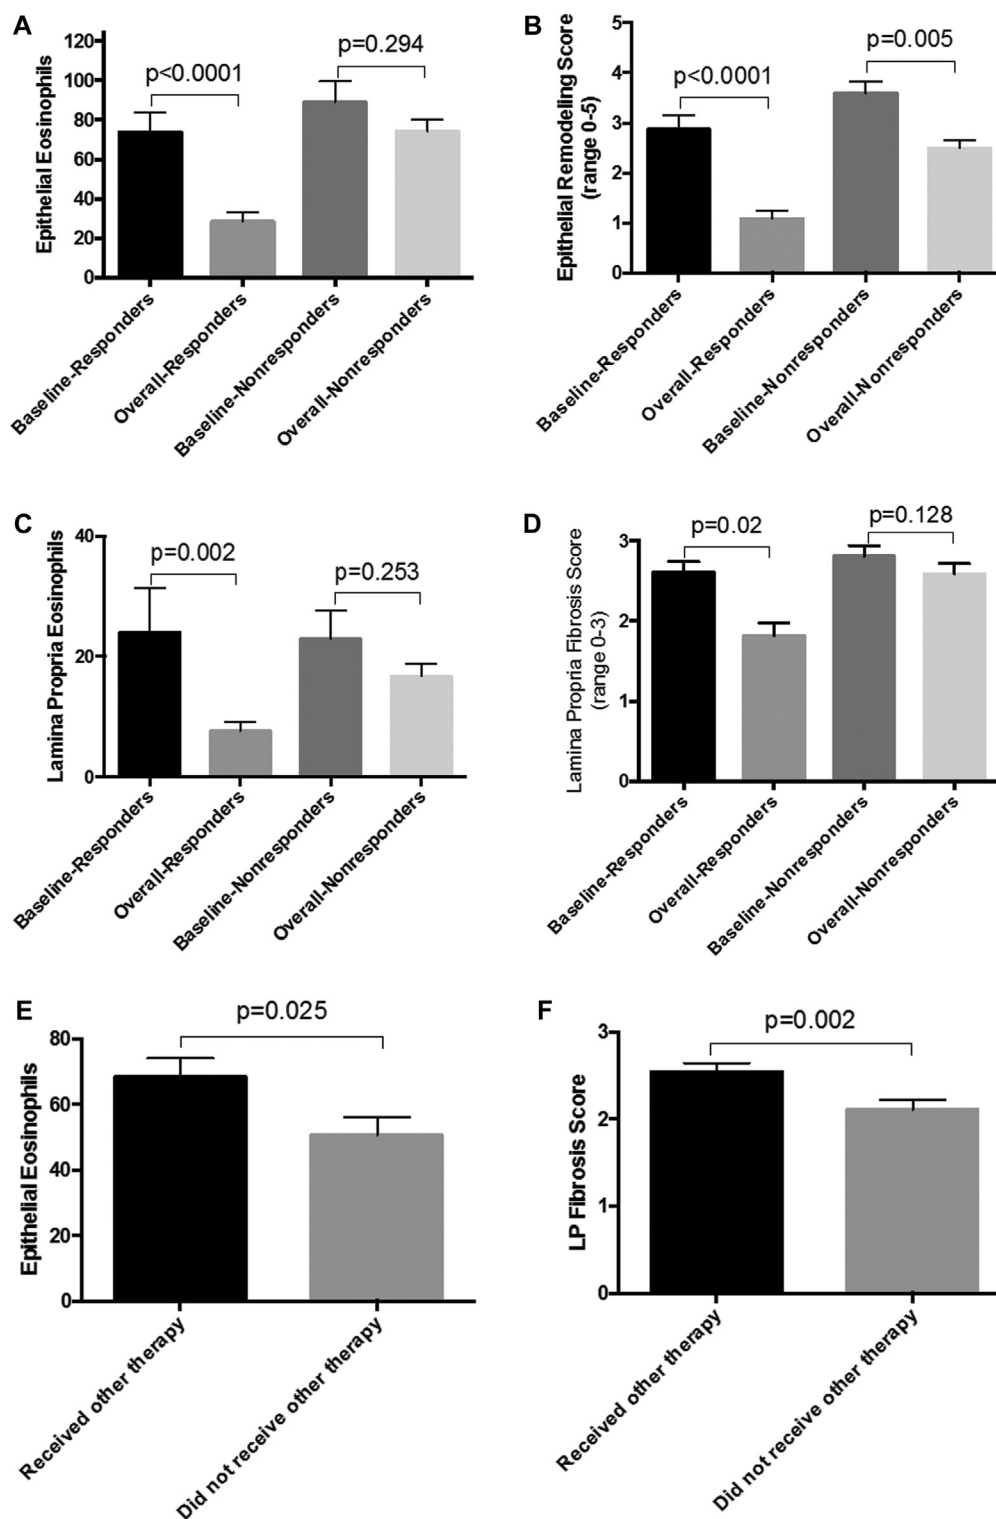 A
Epithelial Eosinophils
120
100
80
60
40
20
0
p<0.0001
p=0.294
Baseline-Responders
Overall-Responders
Baseline-Nonresponders
Overall-Nonresponders
B
Epithelial Remodeling Score
(range 0-5)
5
4
3
2
1
0
p<0.0001
p=0.005
Baseline-Responders
Overall-Responders
Baseline-Nonresponders
Overall-Nonresponders
C
Lamina Propria Eosinophils
40
20
0
p=0.002
p=0.253
Baseline-Responders
Overall-Responders
Baseline-Nonresponders
Overall-Nonresponders
D
Lamina Propria Fibrosis Score
(range 0-3)
3
2
1
0
p=0.02
p=0.128
Baseline-Responders
Overall-Responders
Baseline-Nonresponders
Overall-Nonresponders
E
Epithelial Eosinophils
80
60
40
20
0
p=0.025
Received other therapy
Did not receive other therapy
F
LP Fibrosis Score
3
2
1
0
p=0.002
Received other therapy
Did not receive other therapy